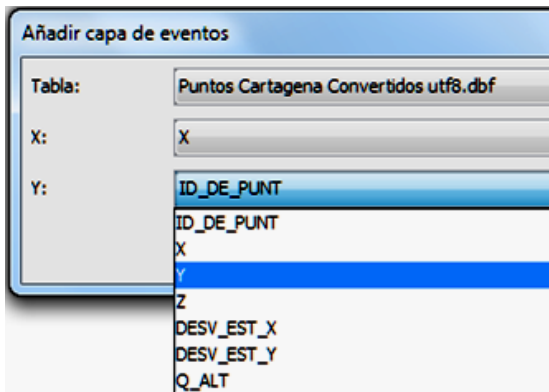 Añadir capa de eventos
Tabla: Puntos Cartagena Convertidos utf8.dbf
X: X
Y: ID_DE_PUNT
ID_DE_PUNT
X
Y
Z
DESV_EST_X
DESV_EST_Y
Q_ALT